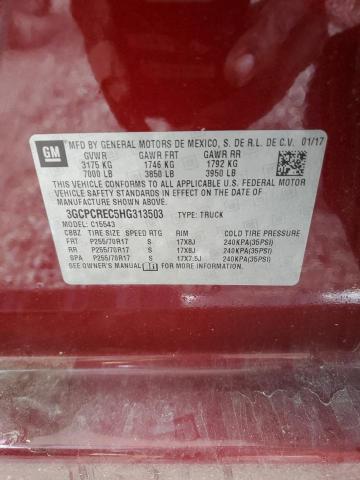 GM
MFD BY GENERAL MOTORS DE MEXICO, S. DE R.L. DE C.V. 01/17
GVWR GAWR FRT GAWR RR
3175 KG 1746 KG 1792 KG
7000 LB 3850 LB 3950 LB
THIS VEHICLE CONFORMS TO ALL APPLICABLE U.S. FEDERAL MOTOR
VEHICLE SAFETY STANDARDS IN EFFECT ON THE DATE OF
MANUFACTURE SHOWN ABOVE.
3GCPCREC5HG313503 TYPE: TRUCK
MODEL: C15543
CBBZ TIRE SIZE SPEED RTG RIM COLD TIRE PRESSURE
FRT P255/70R17 S 17X8J 240KPA(35PSI)
RR P255/70R17 S 17X8J 240KPA(35PSI)
SPA P255/70R17 S 17X7.5J 240KPA(35PSI)
SEE OWNER'S MANUAL FOR MORE INFORMATION.